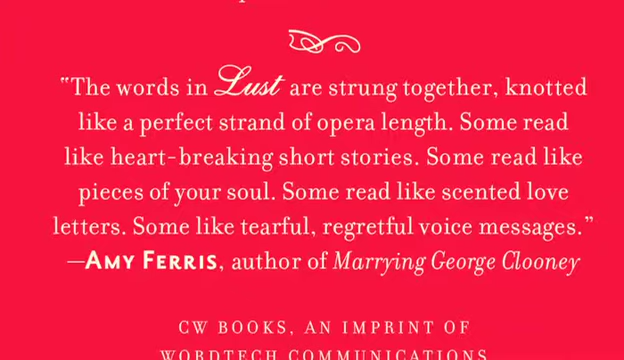 "The words in Lust are strung together, knotted
like a perfect strand of opera length. Some read
like heart-breaking short stories. Some read like
pieces of your soul. Some read like scented love
letters. Some like tearful, regretful voice messages."
—AMY FERRIS, author of Marrying George Clooney
CW BOOKS, AN IMPRINT OF
WORDTECH COMMUNICATIONS